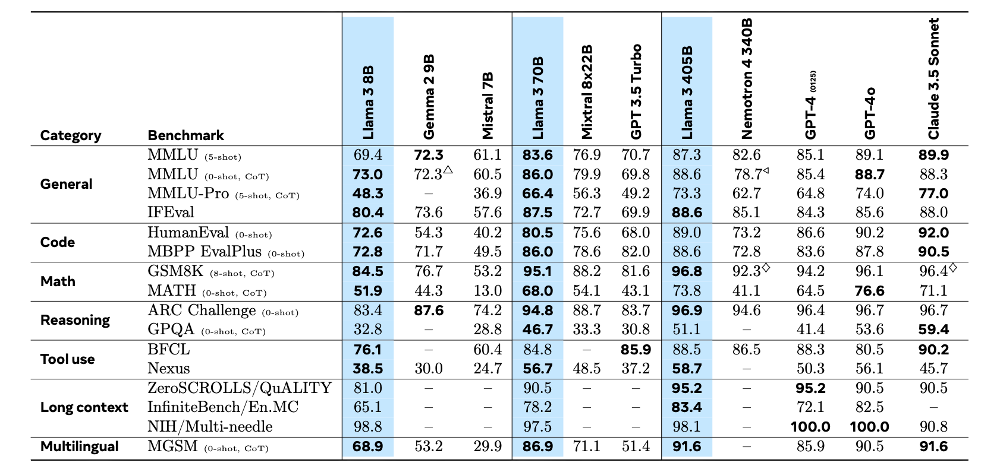 Category Benchmark Llama 3 8B Gemma 2 9B Mistral 7B Llama 3 70B Mixtral 8x22B GPT 3.5 Turbo Llama 3 405B Nemotron 4 340B GPT-4 (0125) GPT-4o Claude 3.5 Sonnet
General
MMLU (5-shot) 69.4 72.3 61.1 83.6 76.9 70.7 87.3 82.6 85.1 89.1 89.9
MMLU (0-shot, CoT) 73.0 72.3△ 60.5 86.0 79.9 69.8 88.6 78.7◁ 85.4 88.7 88.3
MMLU-Pro (5-shot, CoT) 48.3 – 36.9 66.4 56.3 49.2 73.3 62.7 64.8 74.0 77.0
IFEval 80.4 73.6 57.6 87.5 72.7 69.9 88.6 85.1 84.3 85.6 88.0
Code
HumanEval (0-shot) 72.6 54.3 40.2 80.5 75.6 68.0 89.0 73.2 86.6 90.2 92.0
MBPP EvalPlus (0-shot) 72.8 71.7 49.5 86.0 78.6 82.0 88.6 72.8 83.6 87.8 90.5
Math
GSM8K (8-shot, CoT) 84.5 76.7 53.2 95.1 88.2 81.6 96.8 92.3◇ 94.2 96.1 96.4◇
MATH (0-shot, CoT) 51.9 44.3 13.0 68.0 54.1 43.1 73.8 41.1 64.5 76.6 71.1
Reasoning
ARC Challenge (0-shot) 83.4 87.6 74.2 94.8 88.7 83.7 96.9 94.6 96.4 96.7 96.7
GPQA (0-shot, CoT) 32.8 – 28.8 46.7 33.3 30.8 51.1 – 41.4 53.6 59.4
Tool use
BFCL 76.1 – 60.4 84.8 – 85.9 88.5 86.5 88.3 80.5 90.2
Nexus 38.5 30.0 24.7 56.7 48.5 37.2 58.7 – 50.3 56.1 45.7
Long context
ZeroSCROLLS/QuALITY 81.0 – – 90.5 – – 95.2 – 95.2 90.5 90.5
InfiniteBench/En.MC 65.1 – – 78.2 – – 83.4 – 72.1 82.5 –
NIH/Multi-needle 98.8 – – 97.5 – – 98.1 – 100.0 100.0 90.8
Multilingual
MGSM (0-shot, CoT) 68.9 53.2 29.9 86.9 71.1 51.4 91.6 – 85.9 90.5 91.6